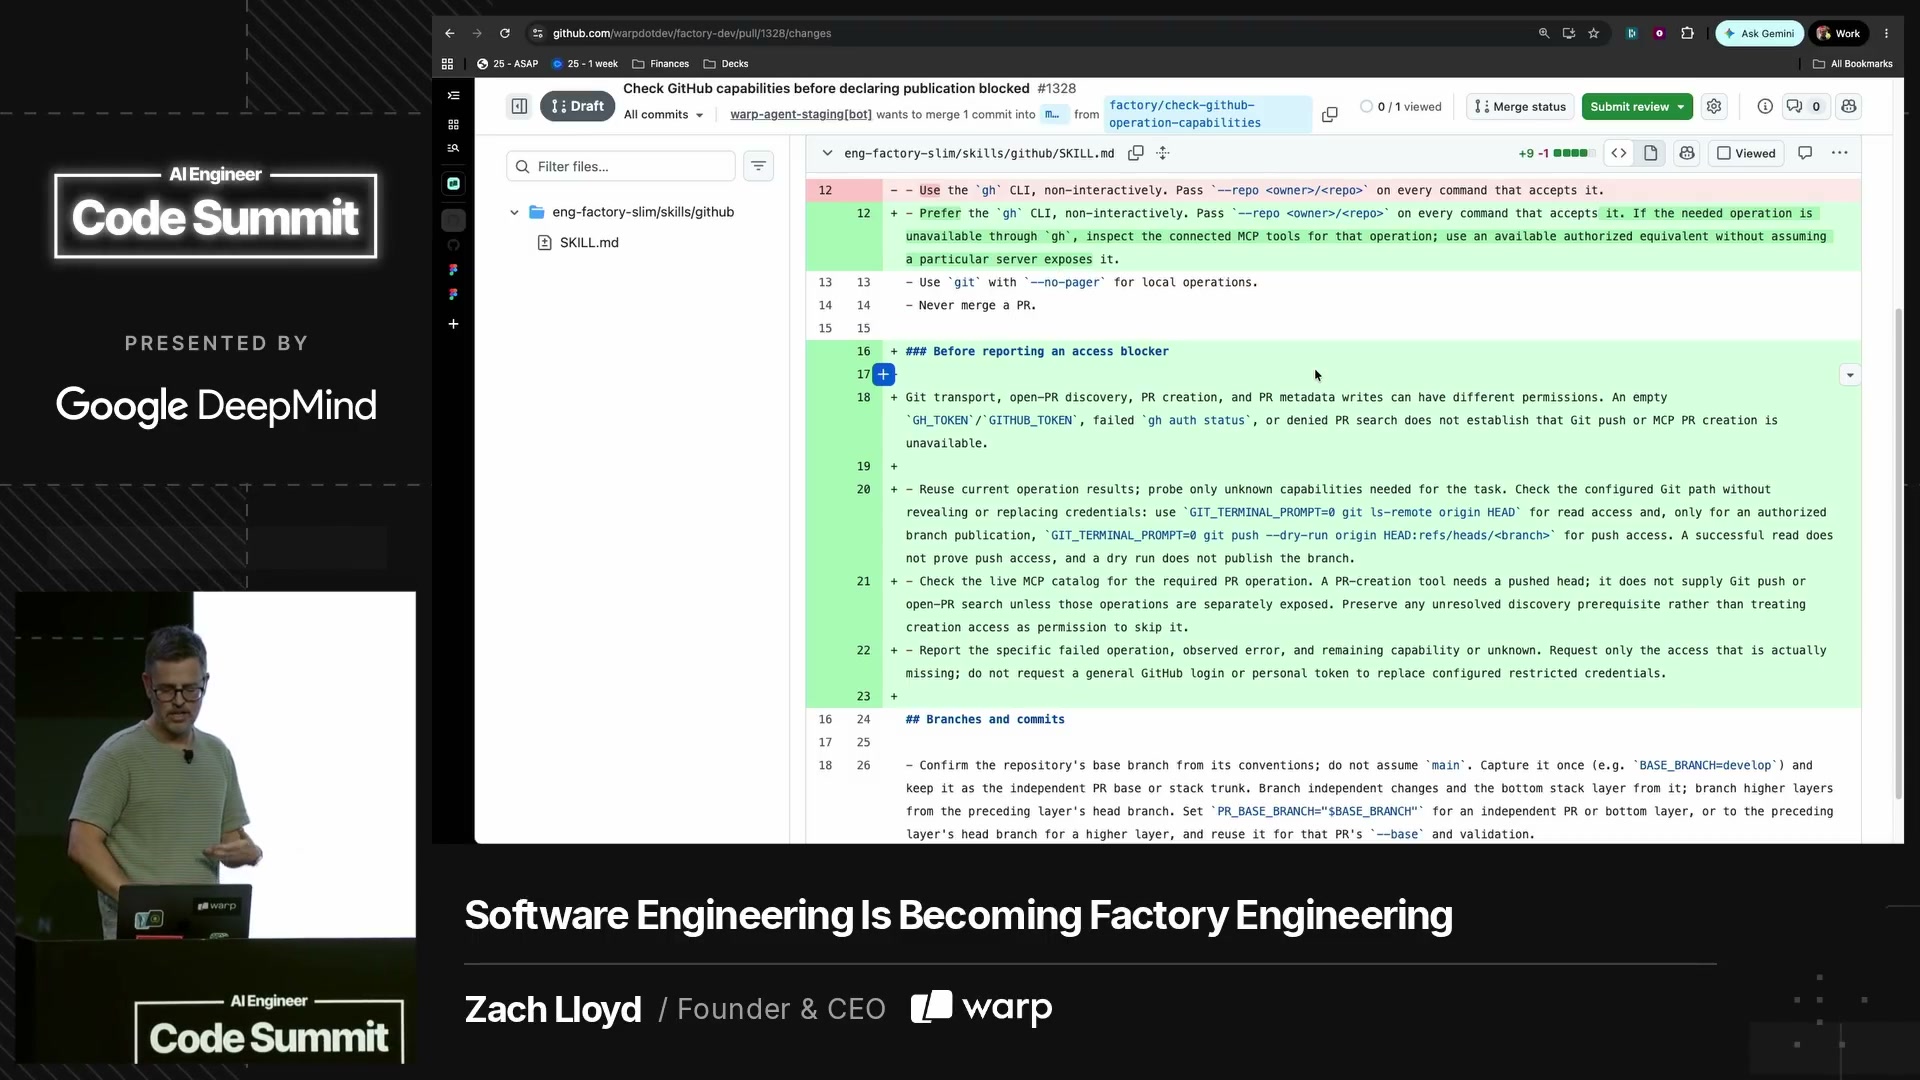 AI Engineer
Code Summit
PRESENTED BY
Google DeepMind
warp
AI Engineer
Code Summit
github.com/warpdotdev/factory-dev/pull/1328/changes
Ask Gemini
Work
25 - ASAP
25 - 1 week
Finances
Decks
All Bookmarks
Draft
Check GitHub capabilities before declaring publication blocked #1328
All commits
warp-agent-staging[bot] wants to merge 1 commit into m... from factory/check-github-operation-capabilities
0 / 1 viewed
Merge status
Submit review
0
Filter files...
eng-factory-slim/skills/github
SKILL.md
eng-factory-slim/skills/github/SKILL.md
+9 -1
Viewed
12 - - Use the `gh` CLI, non-interactively. Pass `--repo <owner>/<repo>` on every command that accepts it.
12 + - Prefer the `gh` CLI, non-interactively. Pass `--repo <owner>/<repo>` on every command that accepts it. If the needed operation is
unavailable through `gh`, inspect the connected MCP tools for that operation; use an available authorized equivalent without assuming
a particular server exposes it.
13 13 - Use `git` with `--no-pager` for local operations.
14 14 - Never merge a PR.
15 15
16 + ### Before reporting an access blocker
17
18 + Git transport, open-PR discovery, PR creation, and PR metadata writes can have different permissions. An empty
`GH_TOKEN`/`GITHUB_TOKEN`, failed `gh auth status`, or denied PR search does not establish that Git push or MCP PR creation is
unavailable.
19 +
20 + - Reuse current operation results; probe only unknown capabilities needed for the task. Check the configured Git path without
revealing or replacing credentials: use `GIT_TERMINAL_PROMPT=0 git ls-remote origin HEAD` for read access and, only for an authorized
branch publication, `GIT_TERMINAL_PROMPT=0 git push --dry-run origin HEAD:refs/heads/<branch>` for push access. A successful read does
not prove push access, and a dry run does not publish the branch.
21 + - Check the live MCP catalog for the required PR operation. A PR-creation tool needs a pushed head; it does not supply Git push or
open-PR search unless those operations are separately exposed. Preserve any unresolved discovery prerequisite rather than treating
creation access as permission to skip it.
22 + - Report the specific failed operation, observed error, and remaining capability or unknown. Request only the access that is actually
missing; do not request a general GitHub login or personal token to replace configured restricted credentials.
23 +
16 24 ## Branches and commits
17 25
18 26 - Confirm the repository's base branch from its conventions; do not assume `main`. Capture it once (e.g. `BASE_BRANCH=develop`) and
keep it as the independent PR base or stack trunk. Branch independent changes and the bottom stack layer from it; branch higher layers
from the preceding layer's head branch. Set `PR_BASE_BRANCH="$BASE_BRANCH"` for an independent PR or bottom layer, or to the preceding
layer's head branch for a higher layer, and reuse it for that PR's `--base` and validation.
Software Engineering Is Becoming Factory Engineering
Zach Lloyd / Founder & CEO warp